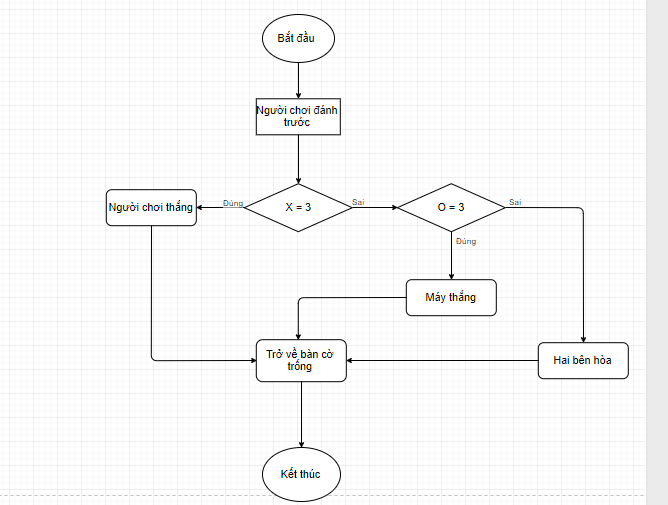 Bắt đầu
Người chơi đánh
trước
Người chơi thắng
Đúng
X = 3
Sai
O = 3
Sai
Đúng
Máy thắng
Trở về bàn cờ
trống
Hai bên hòa
Kết thúc